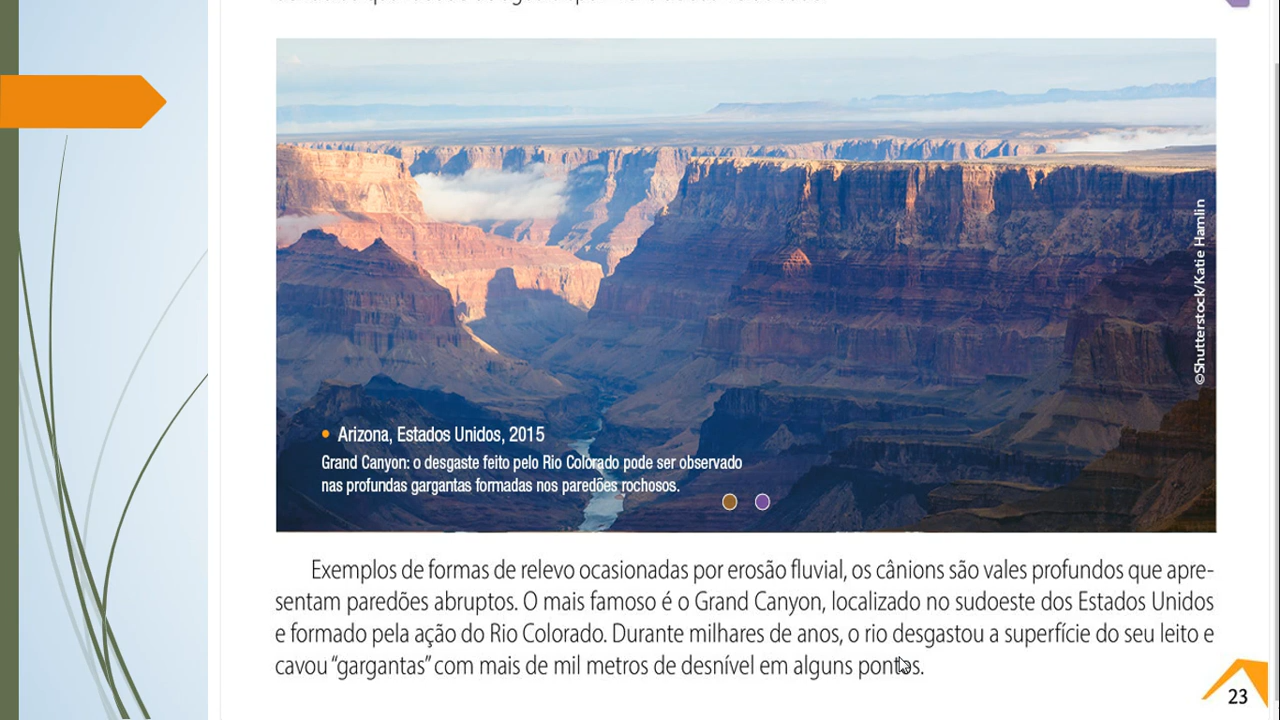 ©Shutterstock/Katie Hamlin
• Arizona, Estados Unidos, 2015
Grand Canyon: o desgaste feito pelo Rio Colorado pode ser observado
nas profundas gargantas formadas nos paredões rochosos.
Exemplos de formas de relevo ocasionadas por erosão fluvial, os cânions são vales profundos que apre-
sentam paredões abruptos. O mais famoso é o Grand Canyon, localizado no sudoeste dos Estados Unidos
e formado pela ação do Rio Colorado. Durante milhares de anos, o rio desgastou a superfície do seu leito e
cavou “gargantas” com mais de mil metros de desnível em alguns pontos.
23